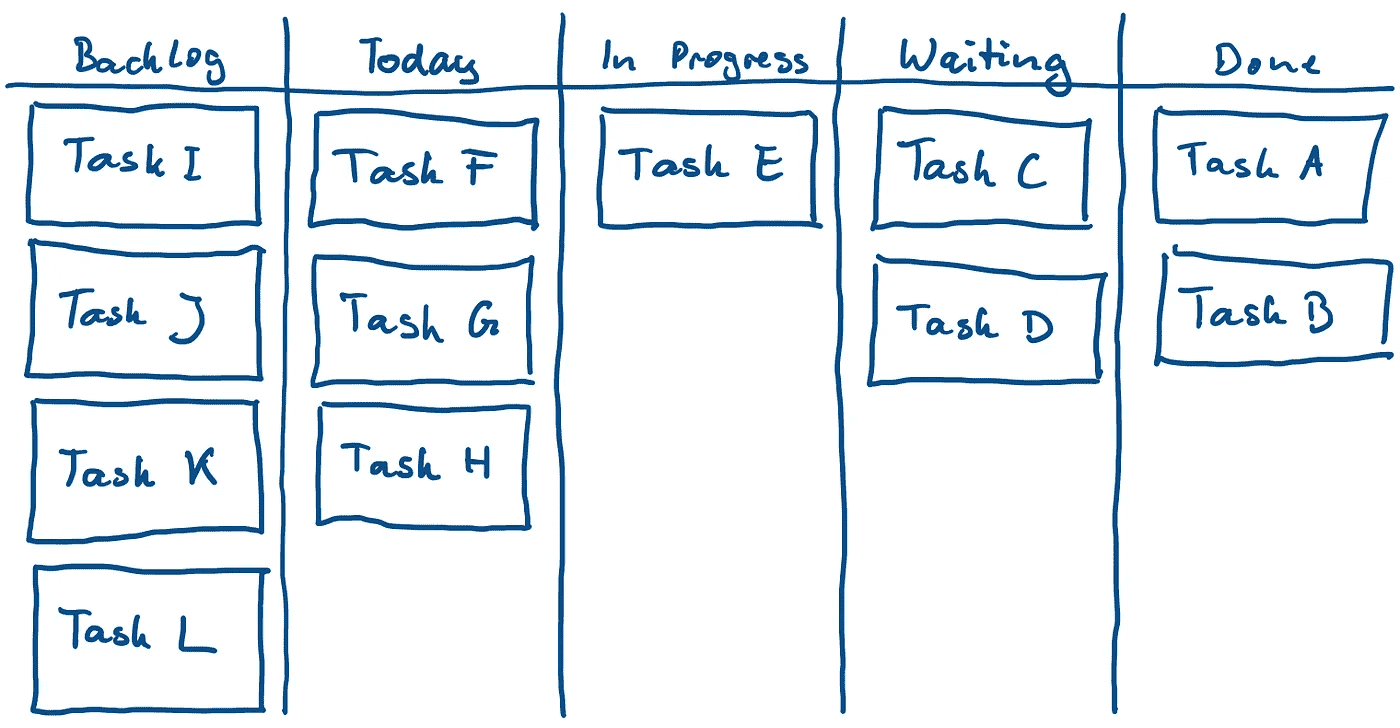 Backlog Today In Progress Waiting Done
Task I Task F Task E Task C Task A
Task J Task G Task D Task B
Task K Task H
Task L